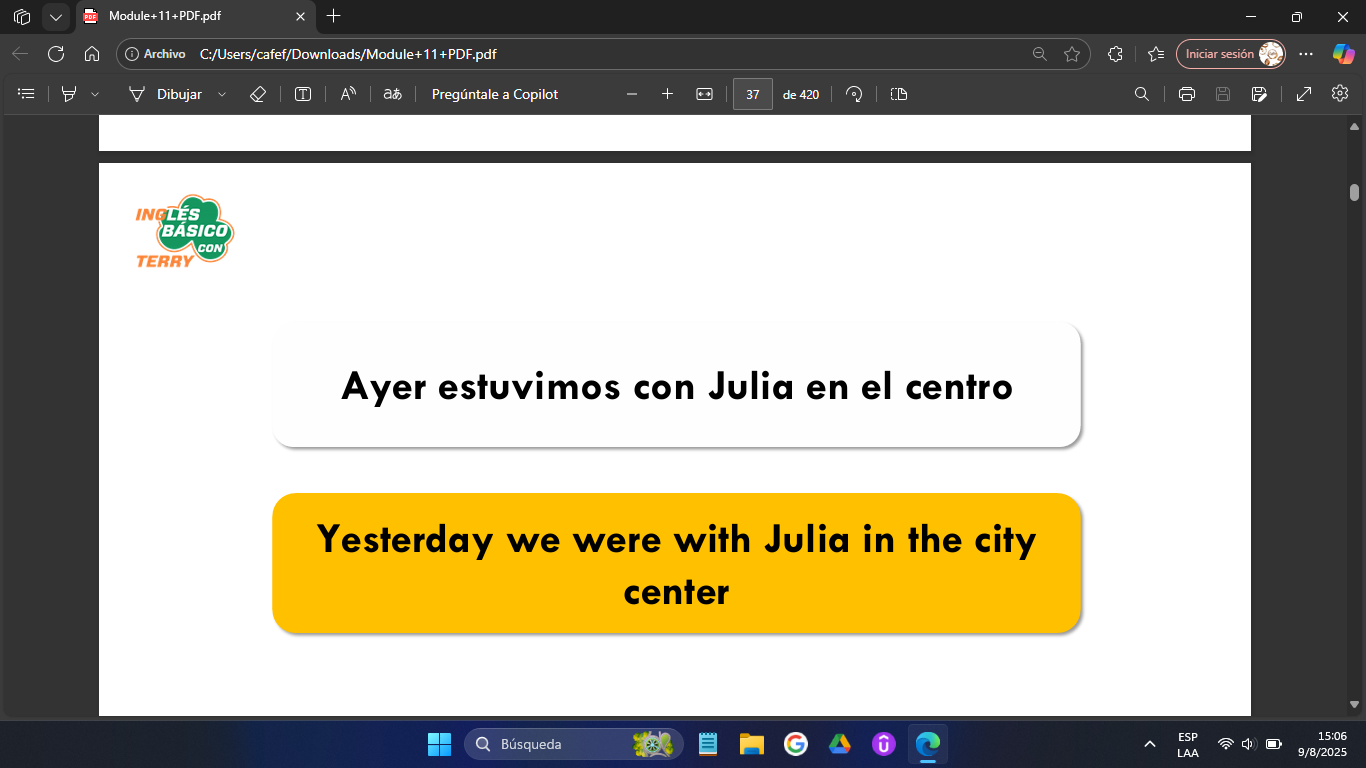 Module+11+PDF.pdf
Archivo C:/Users/cafef/Downloads/Module+11+PDF.pdf Iniciar sesión
Dibujar Pregúntale a Copilot 37 de 420
INGLÉS
BÁSICO
CON
TERRY
Ayer estuvimos con Julia en el centro
Yesterday we were with Julia in the city
center
Búsqueda
ESP
LAA
15:06
9/8/2025